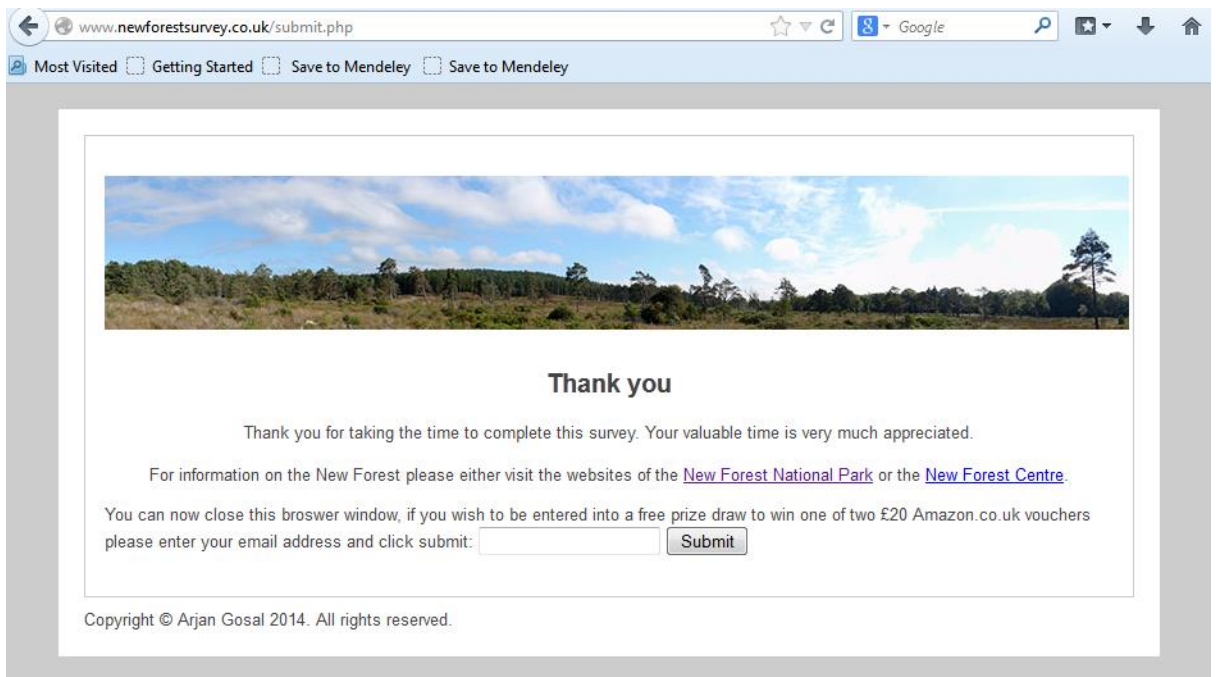 www.newforestsurvey.co.uk/submit.php
Google
Most Visited Getting Started Save to Mendeley Save to Mendeley
Thank you
Thank you for taking the time to complete this survey. Your valuable time is very much appreciated.
For information on the New Forest please either visit the websites of the New Forest National Park or the New Forest Centre.
You can now close this broswer window, if you wish to be entered into a free prize draw to win one of two £20 Amazon.co.uk vouchers
please enter your email address and click submit: Submit
Copyright © Arjan Gosal 2014. All rights reserved.